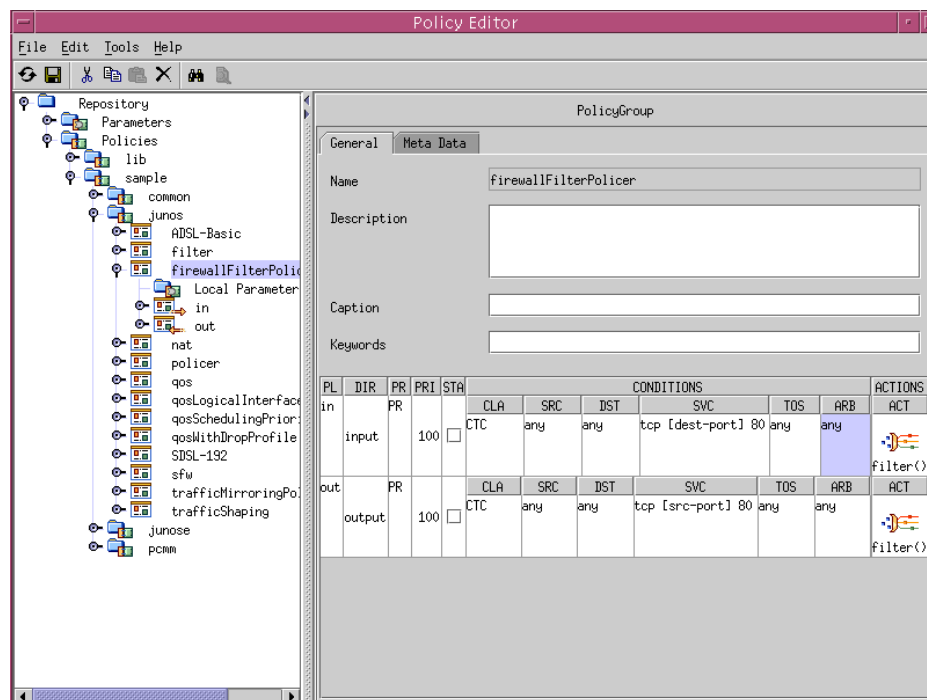 Policy Editor
File Edit Tools Help
Repository
Parameters
Policies
lib
sample
common
junos
ADSL-Basic
filter
firewallFilterPolic
Local Parameter
in
out
nat
policer
qos
qosLogicalInterface
qosSchedulingPrior
qosWithDropProfile
SDSL-192
sfw
trafficMirroringPo
trafficShaping
junose
pcmm
PolicyGroup
General Meta Data
Name firewallFilterPolicer
Description
Caption
Keywords
PL DIR PR PRI STA CONDITIONS ACTIONS
in PR CLA SRC DST SVC TOS ARB ACT
input 100 CTC any any tcp [dest-port] 80 any any
filter()
out PR CLA SRC DST SVC TOS ARB ACT
output 100 CTC any any tcp [src-port] 80 any any
filter()